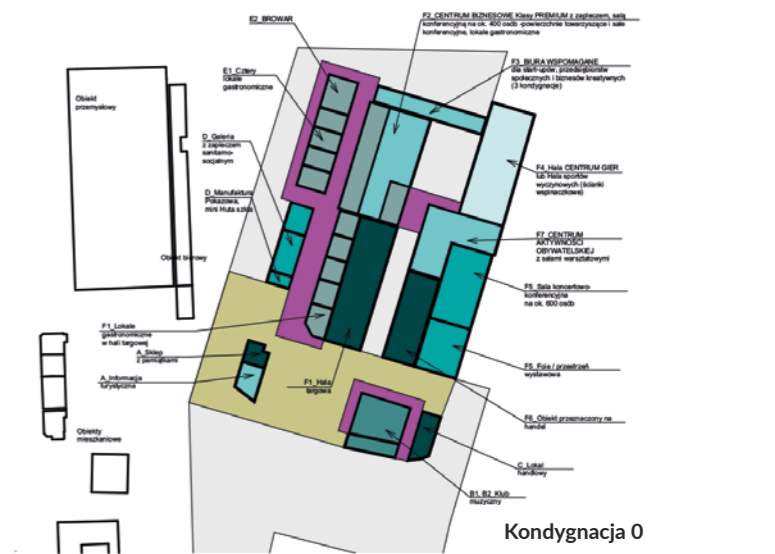 E2_BROWAR
F2_CENTRUM BIZNESOWE Klasy PREMIUM z zapleczem, salą
konferencyjną na ok. 400 osób -powierzchnie towarzyszące i sale
konferencyjne, lokale gastronomiczne
F3_BIURA WSPOMAGANE
dla start-upów, przedsiębiorstw
społecznych i biznesów kreatywnych
(3 kondygnacje)
E1_Cztery
lokale
gastronomiczne
Obiekt
przemysłowy
D_Galeria
z zapleczem
sanitarno-
socjalnym
F4_Hala CENTRUM GIER
lub Hala sportów
wyczynowych (ścianki
wspinaczkowe)
D_Manufaktura
Pokazowa,
mini Huta szkła
F7_CENTRUM
AKTYWNOŚCI
OBYWATELSKIEJ
z salami warsztatowymi
Obiekt biurowy
F5_Sala koncertowo-
konferencyjna
na ok. 600 osób
F1_Lokale
gastronomiczne
w hali targowej
A_Sklep
z pamiątkami
F5_Foie / przestrzeń
wystawowa
A_Informacja
turystyczna
F1_Hala
targowa
F6_Obiekt przeznaczony na
handel
Obiekty
mieszkaniowe
C_Lokal
handlowy
B1, B2_Klub
muzyczny
Kondygnacja 0